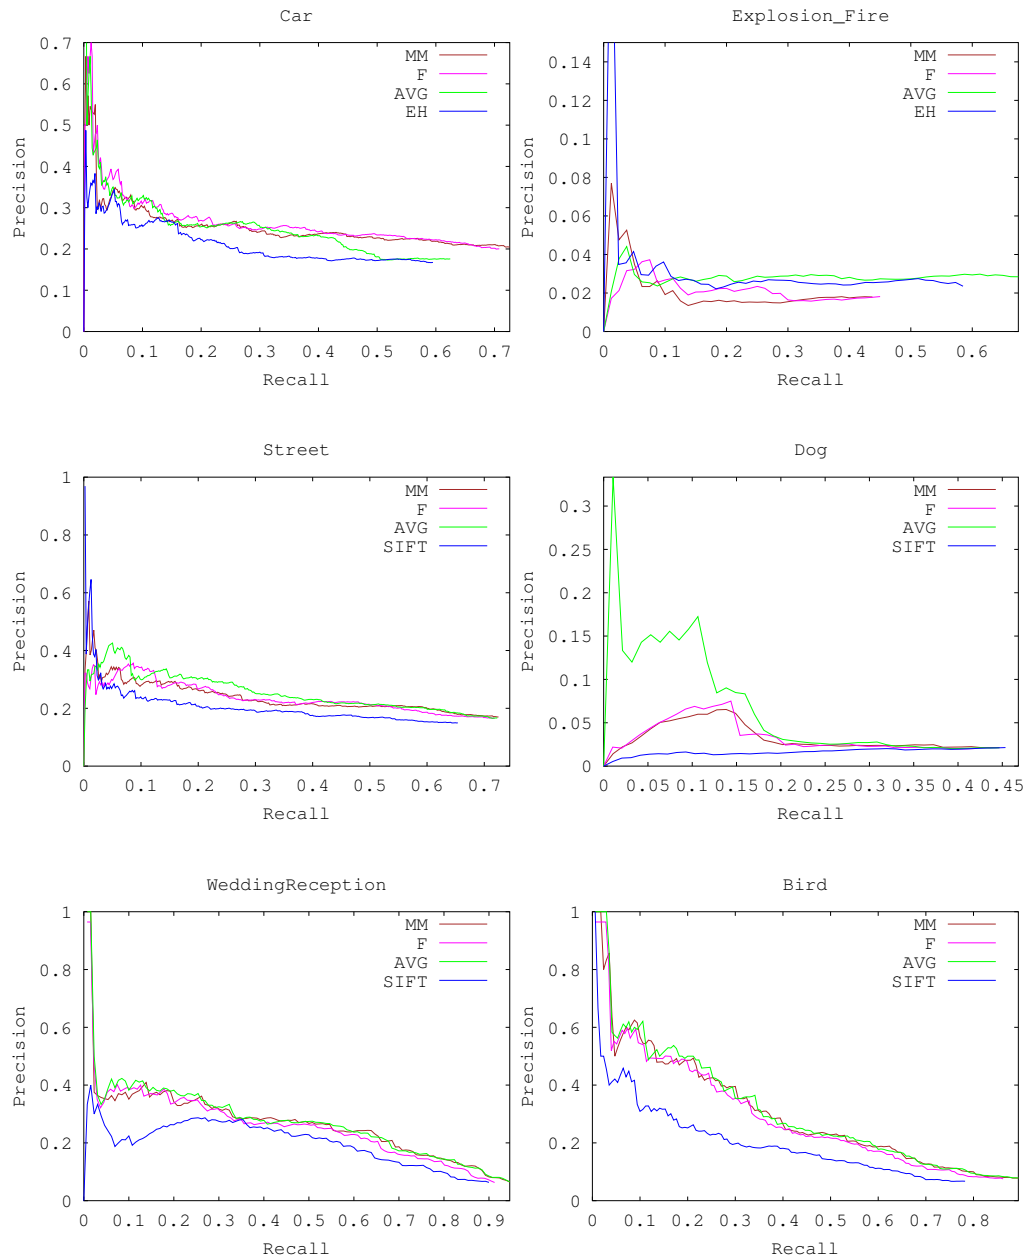 Car
Precision
0.7
0.6
0.5
0.4
0.3
0.2
0.1
0
MM
F
AVG
EH
0 0.1 0.2 0.3 0.4 0.5 0.6 0.7
Recall
Explosion_Fire
Precision
0.14
0.12
0.1
0.08
0.06
0.04
0.02
0
MM
F
AVG
EH
0 0.1 0.2 0.3 0.4 0.5 0.6
Recall
Street
Precision
1
0.8
0.6
0.4
0.2
0
MM
F
AVG
SIFT
0 0.1 0.2 0.3 0.4 0.5 0.6 0.7
Recall
Dog
Precision
0.3
0.25
0.2
0.15
0.1
0.05
0
MM
F
AVG
SIFT
0 0.05 0.1 0.15 0.2 0.25 0.3 0.35 0.4 0.45
Recall
WeddingReception
Precision
1
0.8
0.6
0.4
0.2
0
MM
F
AVG
SIFT
0 0.1 0.2 0.3 0.4 0.5 0.6 0.7 0.8 0.9
Recall
Bird
Precision
1
0.8
0.6
0.4
0.2
0
MM
F
AVG
SIFT
0 0.1 0.2 0.3 0.4 0.5 0.6 0.7 0.8
Recall